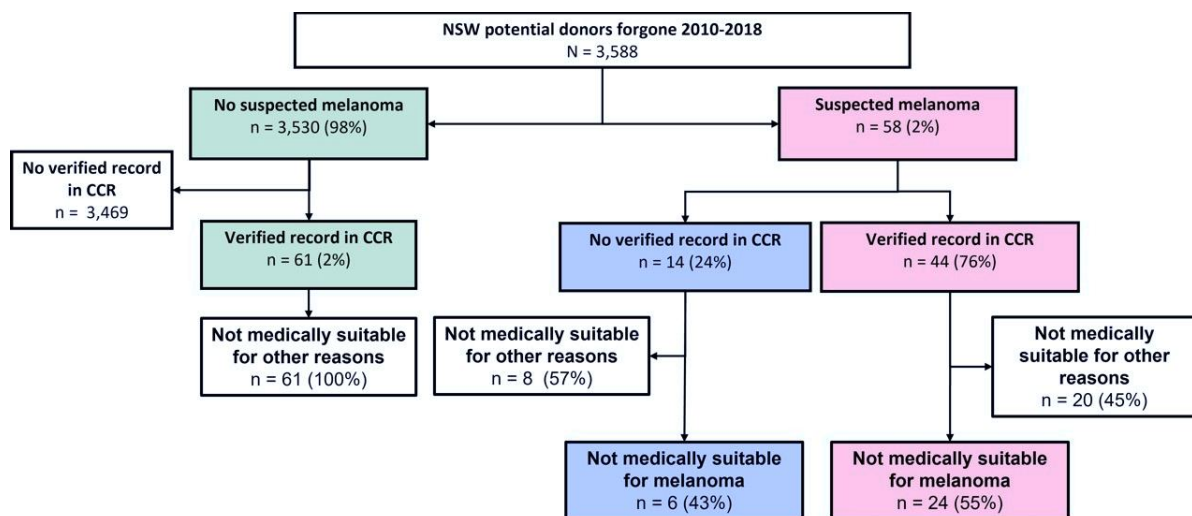 NSW potential donors forgone 2010-2018
N = 3,588
No suspected melanoma
n = 3,530 (98%)
Suspected melanoma
n = 58 (2%)
No verified record
in CCR
n = 3,469
Verified record in CCR
n = 61 (2%)
No verified record in CCR
n = 14 (24%)
Verified record in CCR
n = 44 (76%)
Not medically suitable
for other reasons
n = 61 (100%)
Not medically suitable
for other reasons
n = 8 (57%)
Not medically
suitable for other
reasons
n = 20 (45%)
Not medically suitable
for melanoma
n = 6 (43%)
Not medically suitable
for melanoma
n = 24 (55%)